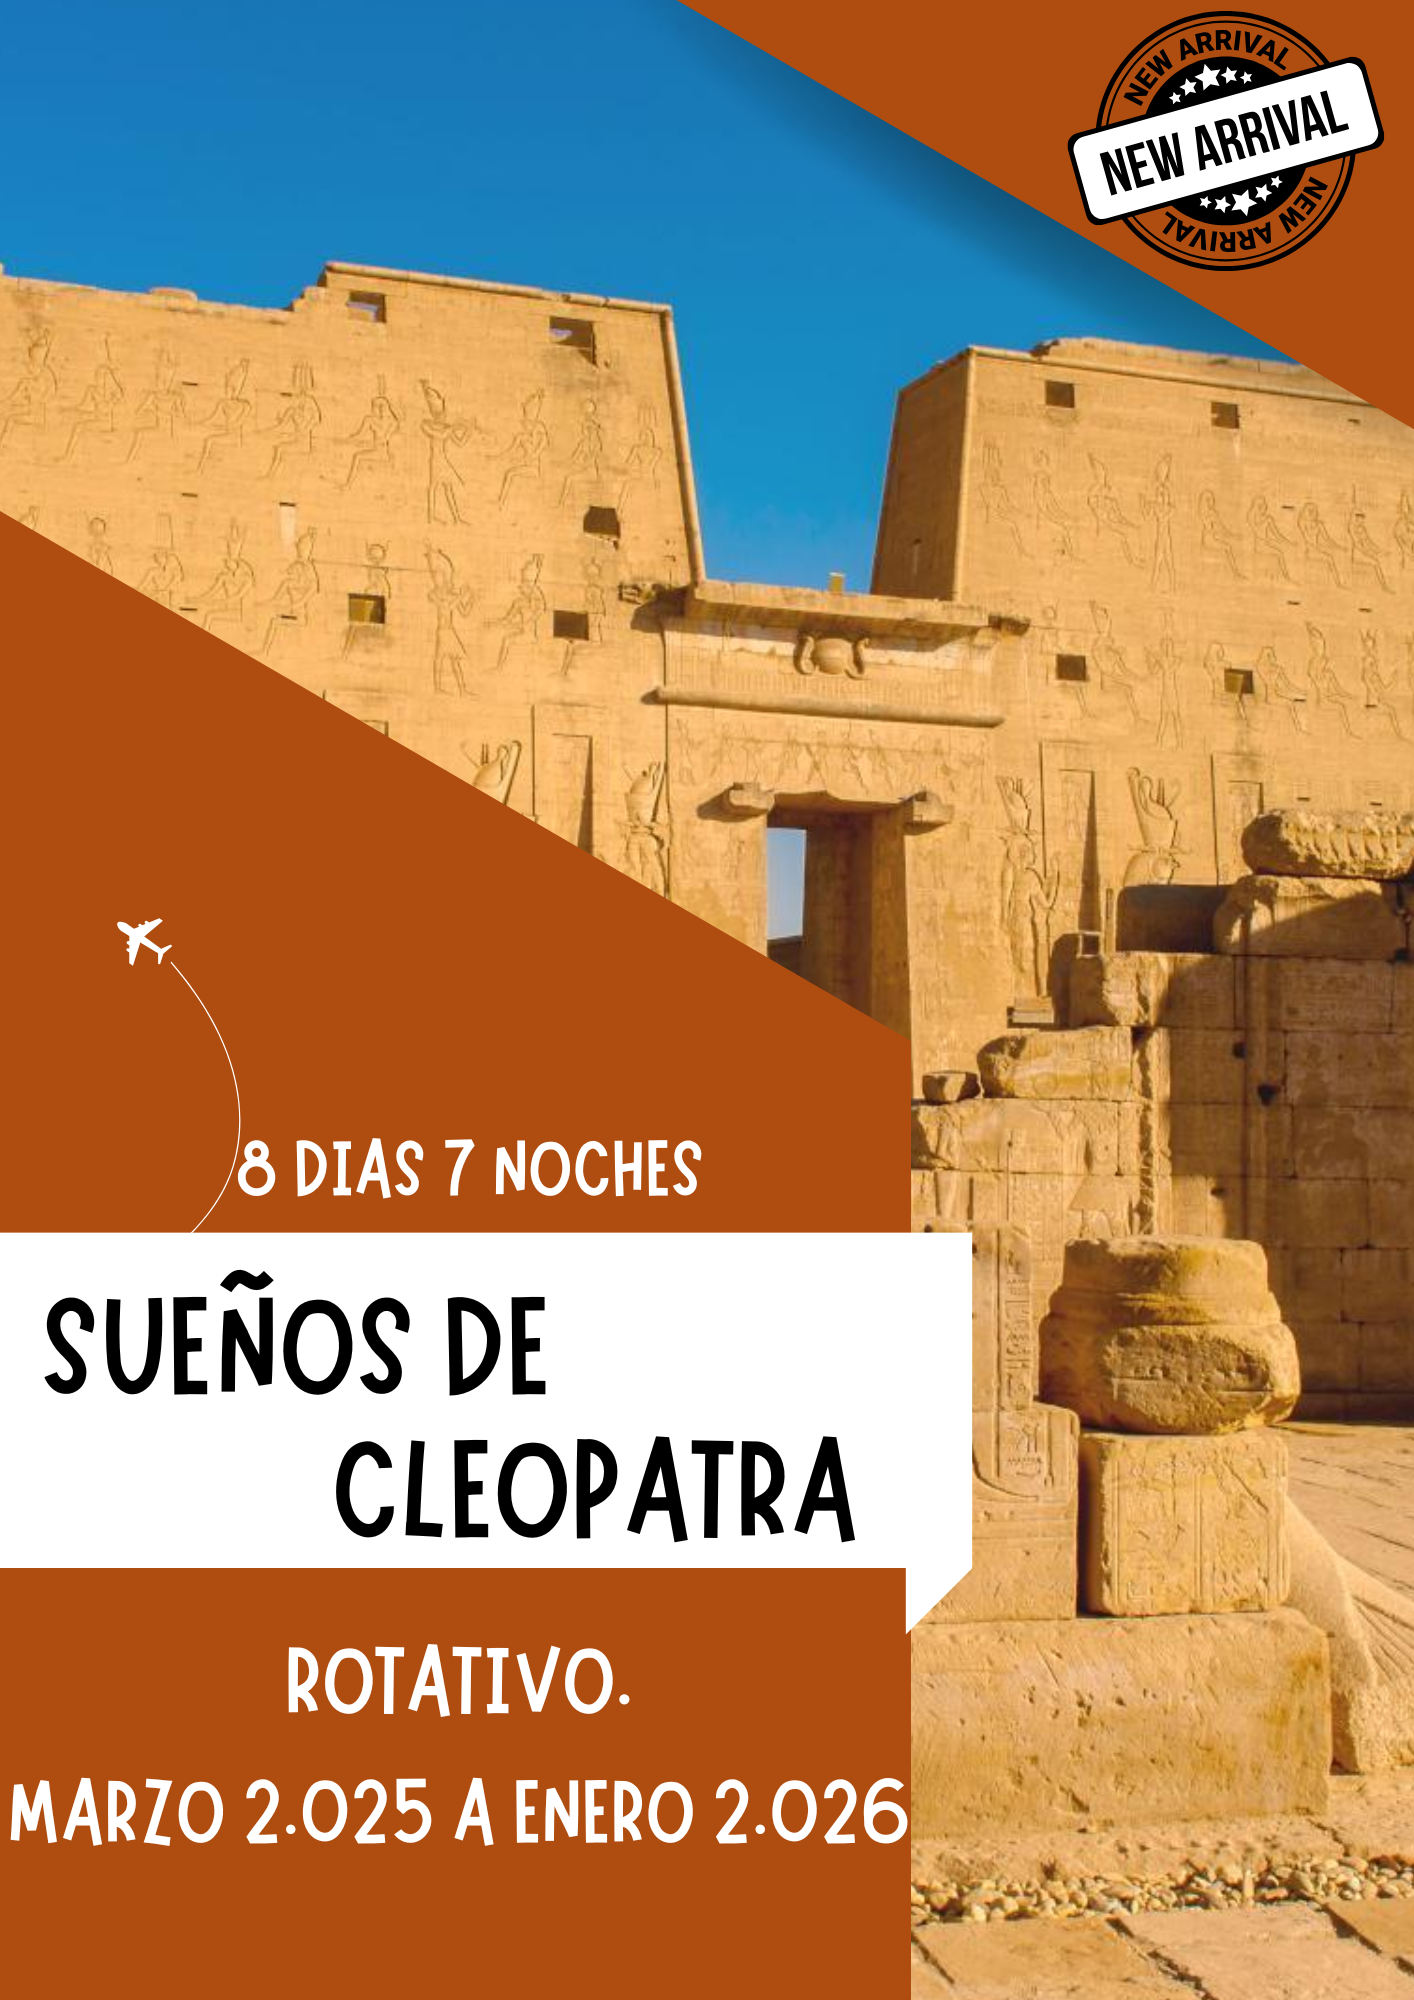 NEW ARRIVAL
NEW ARRIVAL
NEW ARRIVAL
8 DIAS 7 NOCHES
SUEÑOS DE
CLEOPATRA
ROTATIVO.
MARZO 2.025 A ENERO 2.026